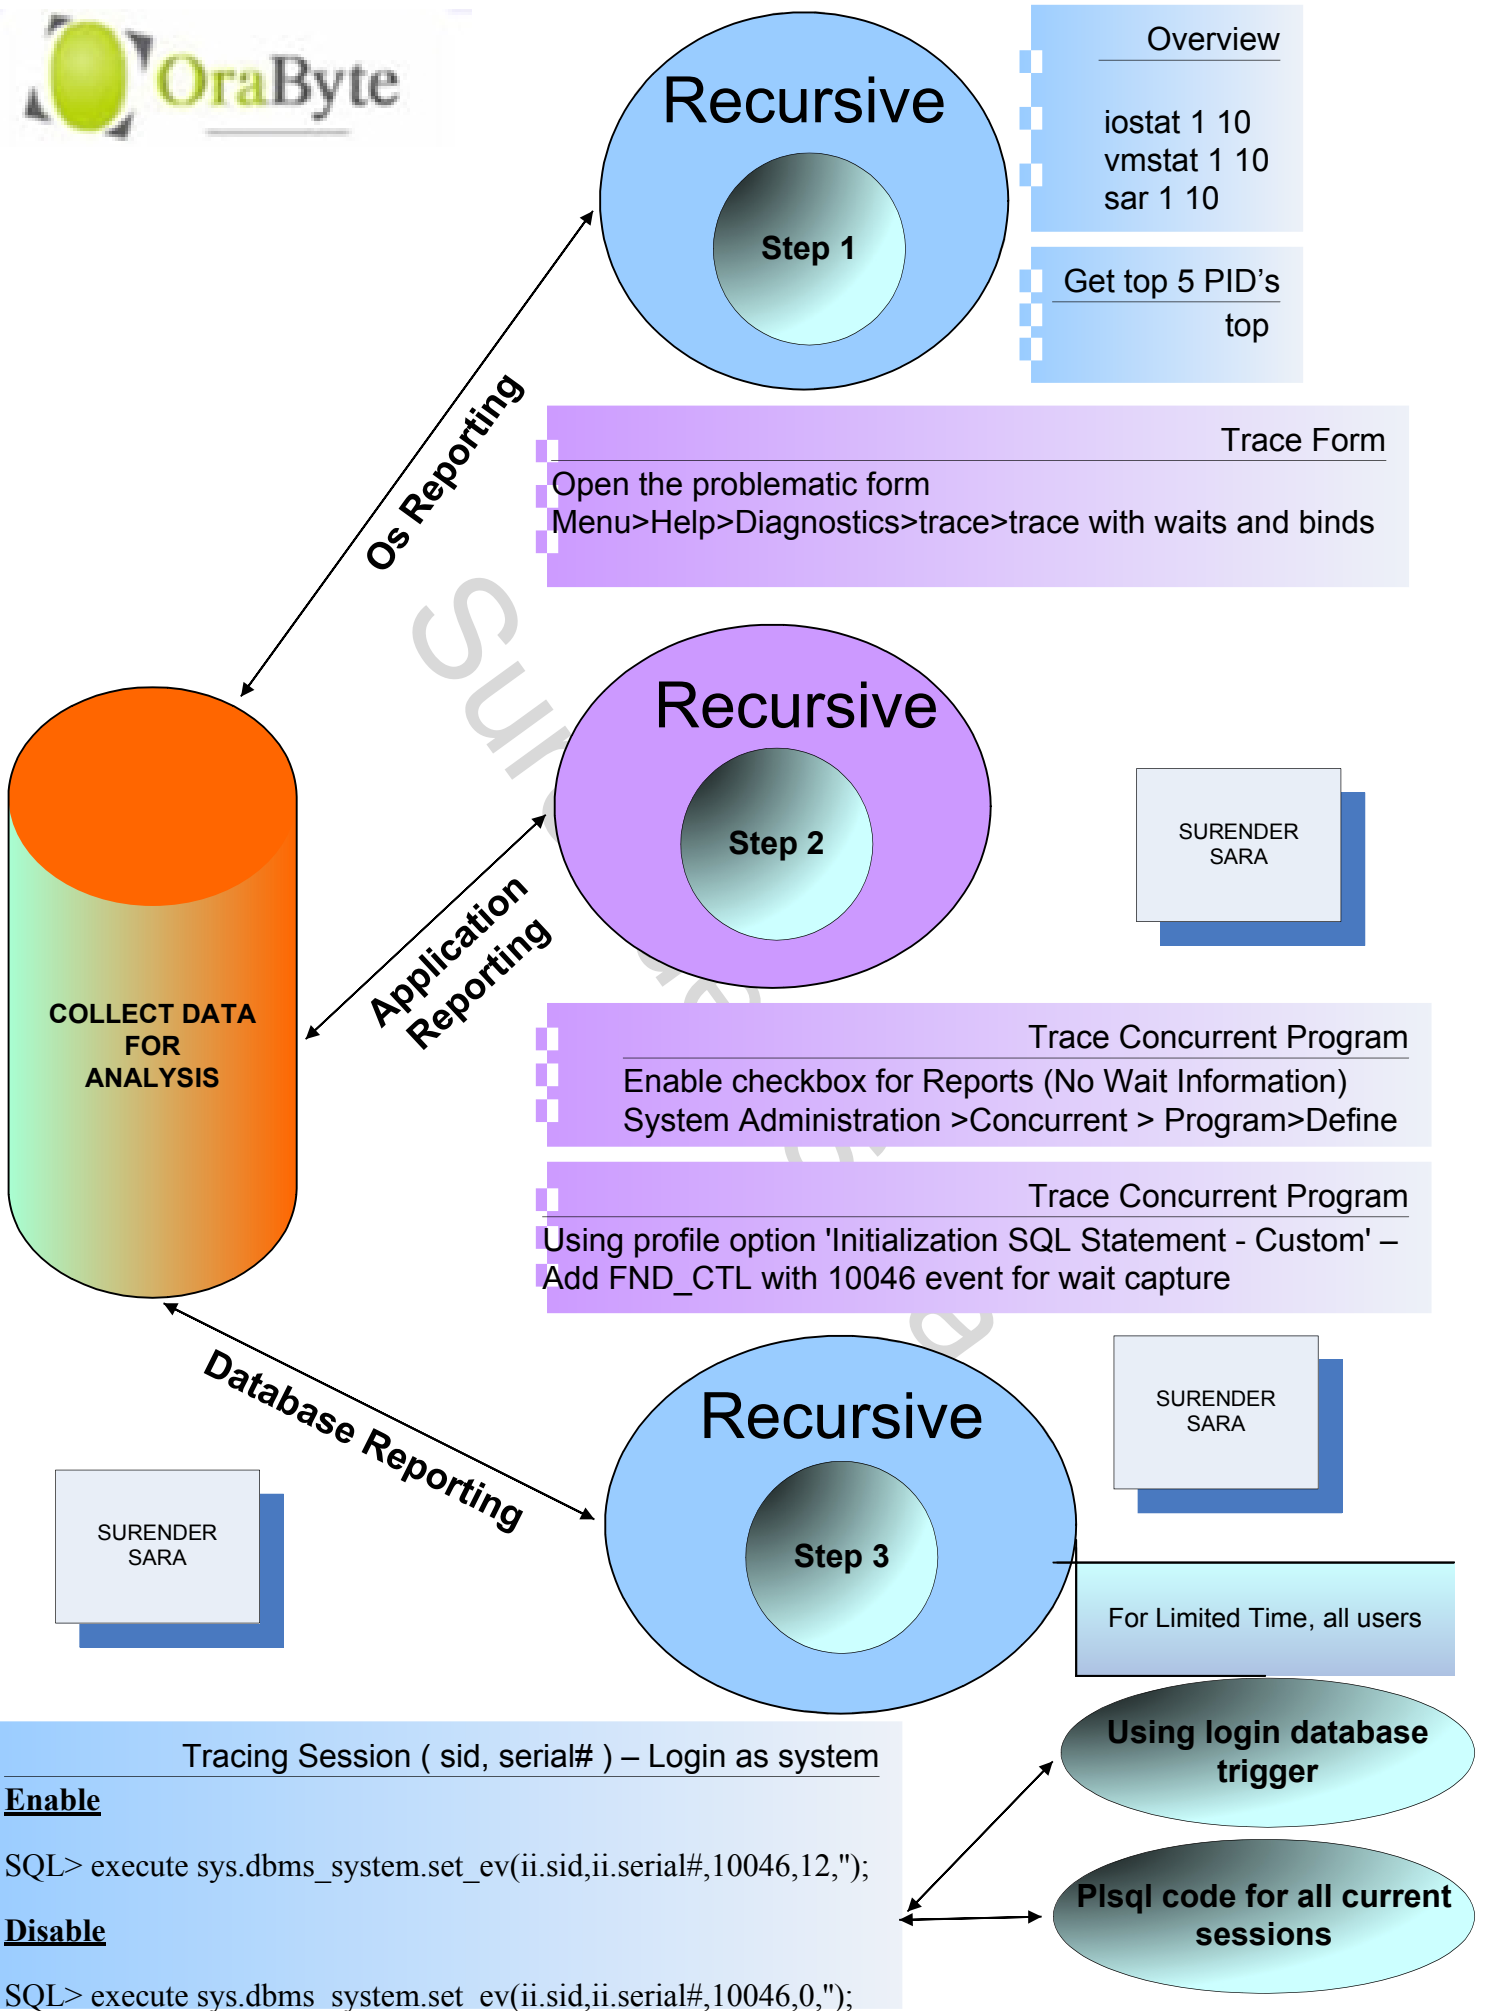 OraByte
Recursive
Step 1
Overview
iostat 1 10
vmstat 1 10
sar 1 10
Get top 5 PID's
top
Os Reporting
Trace Form
Open the problematic form
Menu>Help>Diagnostics>trace>trace with waits and binds
Recursive
Step 2
SURENDER
SARA
Application
Reporting
COLLECT DATA
FOR
ANALYSIS
Trace Concurrent Program
Enable checkbox for Reports (No Wait Information)
System Administration >Concurrent > Program>Define
Trace Concurrent Program
Using profile option 'Initialization SQL Statement - Custom' –
Add FND_CTL with 10046 event for wait capture
Database Reporting
Recursive
Step 3
SURENDER
SARA
SURENDER
SARA
For Limited Time, all users
Using login database
trigger
Plsql code for all current
sessions
Tracing Session ( sid, serial# ) – Login as system
Enable
SQL> execute sys.dbms_system.set_ev(ii.sid,ii.serial#,10046,12,'');
Disable
SQL> execute sys.dbms_system.set_ev(ii.sid,ii.serial#,10046,0,'');